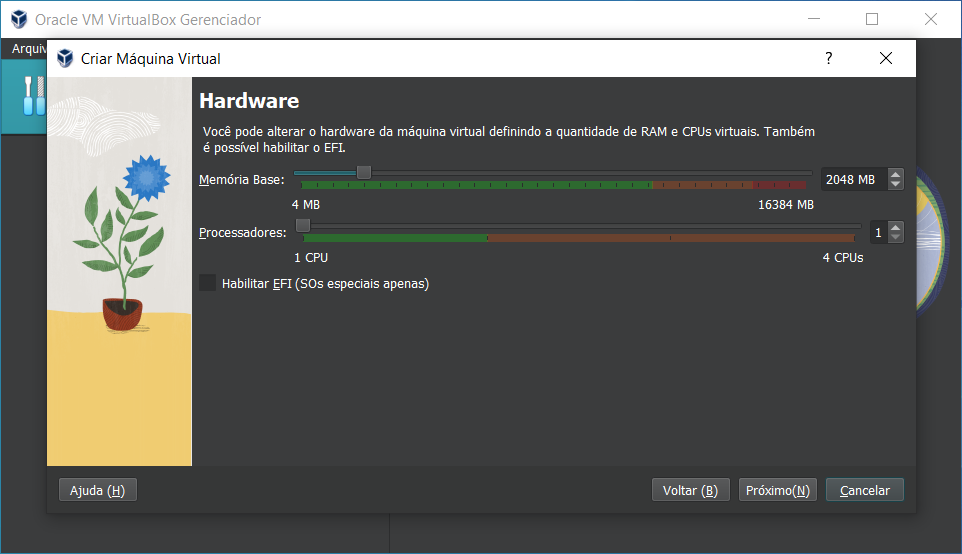 Oracle VM VirtualBox Gerenciador
Arquiv
Criar Máquina Virtual
?
Hardware
Você pode alterar o hardware da máquina virtual definindo a quantidade de RAM e CPUs virtuais. Também
é possível habilitar o EFI.
Memória Base:
2048 MB
4 MB
16384 MB
Processadores:
1
1 CPU
4 CPUs
Habilitar EFI (SOs especiais apenas)
Ajuda (H)
Voltar (B)
Próximo(N)
Cancelar